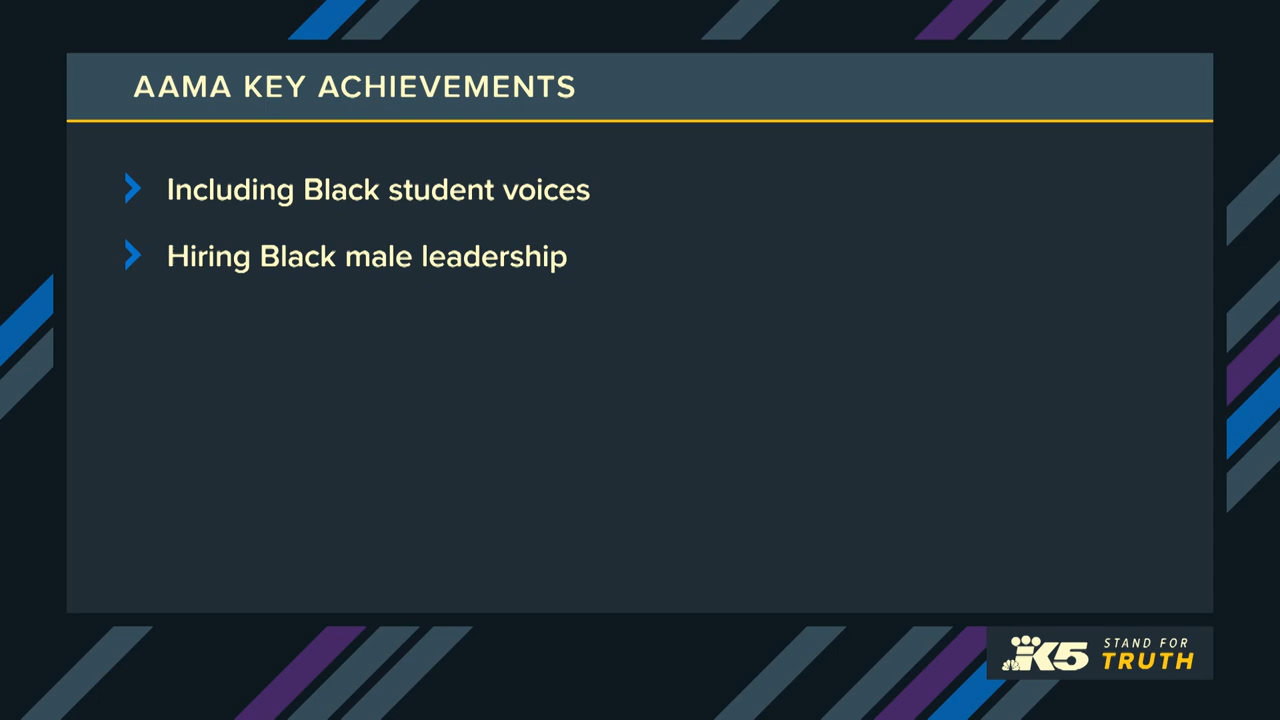 AAMA KEY ACHIEVEMENTS
Including Black student voices
Hiring Black male leadership
K5 STAND FOR
TRUTH